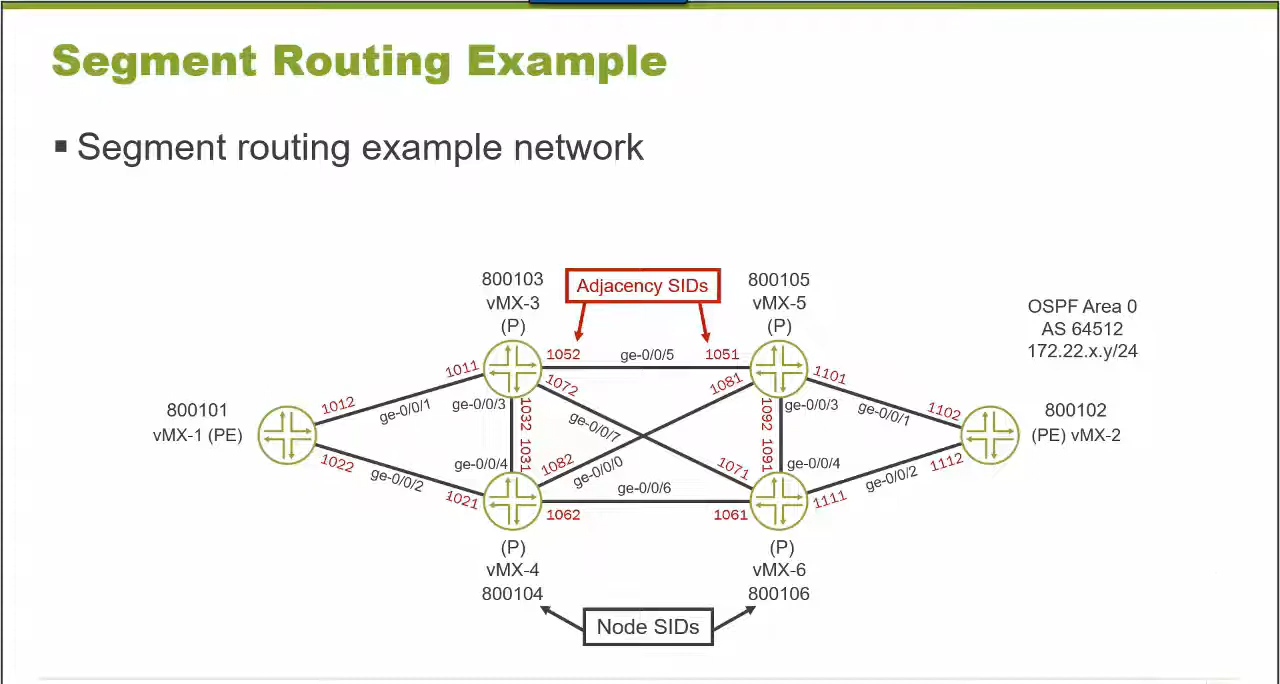 Segment Routing Example
▪ Segment routing example network
800103
vMX-3
(P)
Adjacency SIDs
800105
vMX-5
(P)
OSPF Area 0
AS 64512
172.22.x.y/24
1052
ge-0/0/5
1051
1011
1072
1081
1101
800101
vMX-1 (PE)
1012
ge-0/0/1
ge-0/0/3
1032
ge-0/0/7
1092
ge-0/0/3
ge-0/0/1
1102
800102
(PE) vMX-2
1022
ge-0/0/2
1021
ge-0/0/4
1031
1082
ge-0/0/0
1071
1091
ge-0/0/4
1112
ge-0/0/2
1111
ge-0/0/6
1062
1061
(P)
vMX-4
800104
(P)
vMX-6
800106
Node SIDs